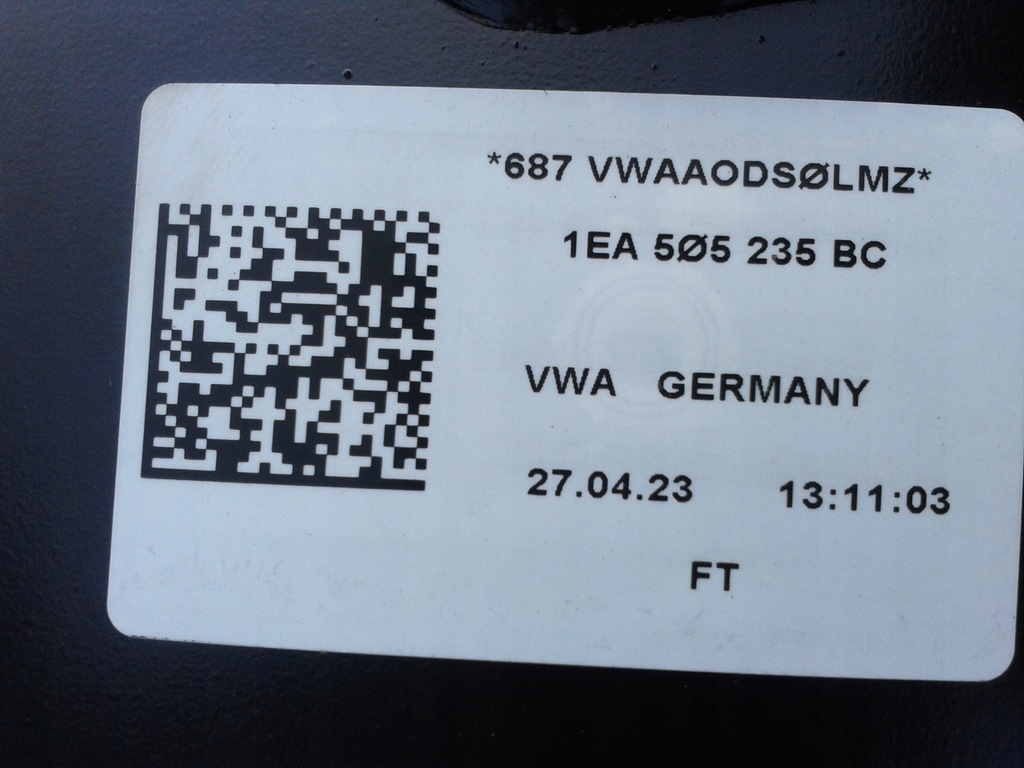 *687 VWAAODSØLMZ*
1EA 5Ø5 235 BC
VWA GERMANY
27.04.23 13:11:03
FT